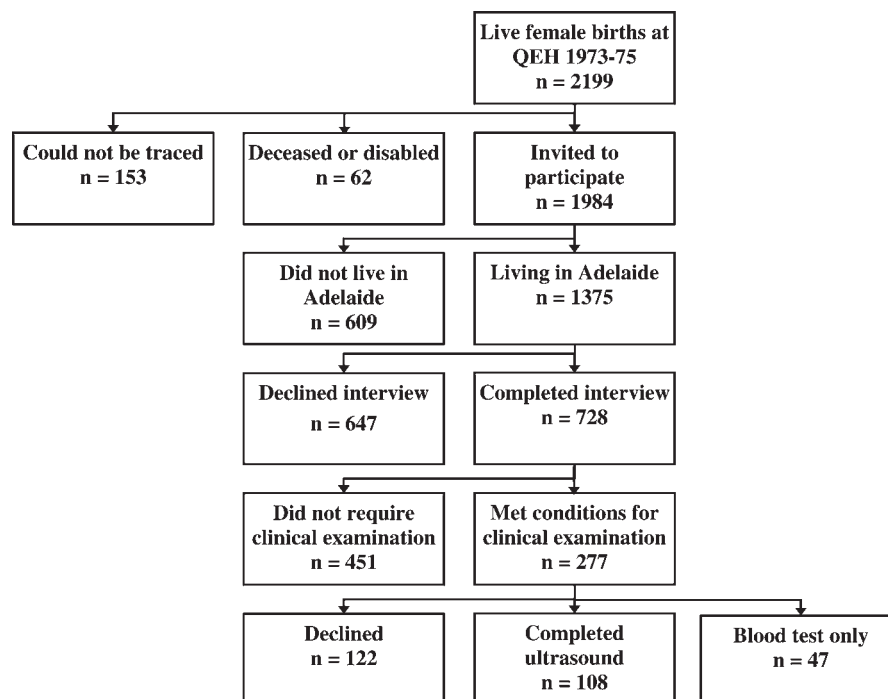 Live female births at
QEH 1973-75
n = 2199
Could not be traced
n = 153
Deceased or disabled
n = 62
Invited to
participate
n = 1984
Did not live in
Adelaide
n = 609
Living in Adelaide
n = 1375
Declined interview
n = 647
Completed interview
n = 728
Did not require
clinical examination
n = 451
Met conditions for
clinical examination
n = 277
Declined
n = 122
Completed
ultrasound
n = 108
Blood test only
n = 47